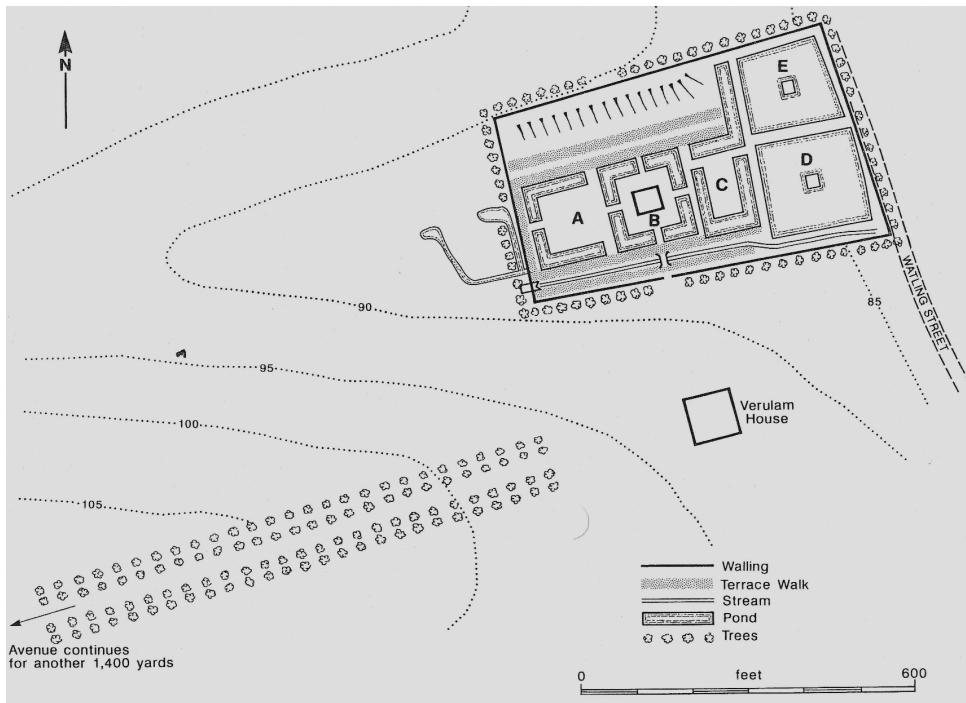 N
E
D
C
A
B
WATLING STREET
90
85
95
100
105
Verulam
House
Avenue continues
for another 1,400 yards
Walling
Terrace Walk
Stream
Pond
Trees
0 feet 600